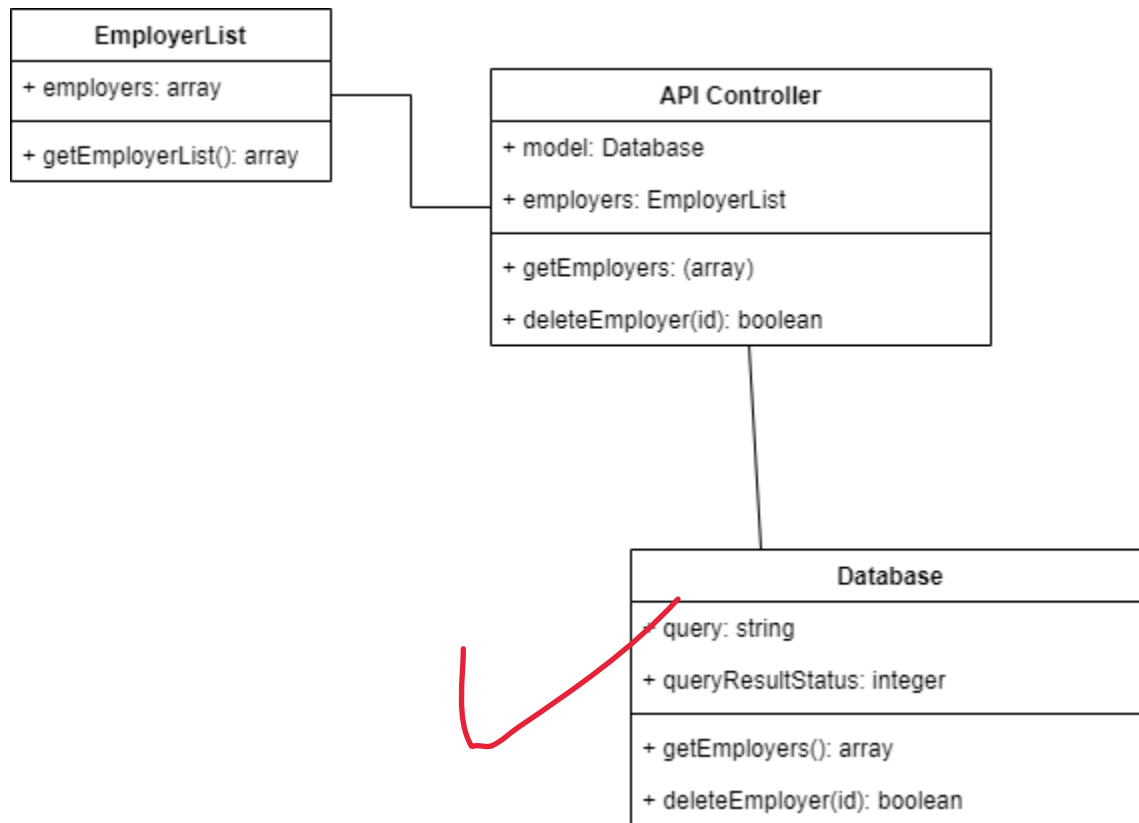 EmployerList
+ employers: array
+ getEmployerList(): array
API Controller
+ model: Database
+ employers: EmployerList
+ getEmployers: (array)
+ deleteEmployer(id): boolean
Database
+ query: string
+ queryResultStatus: integer
+ getEmployers(): array
+ deleteEmployer(id): boolean